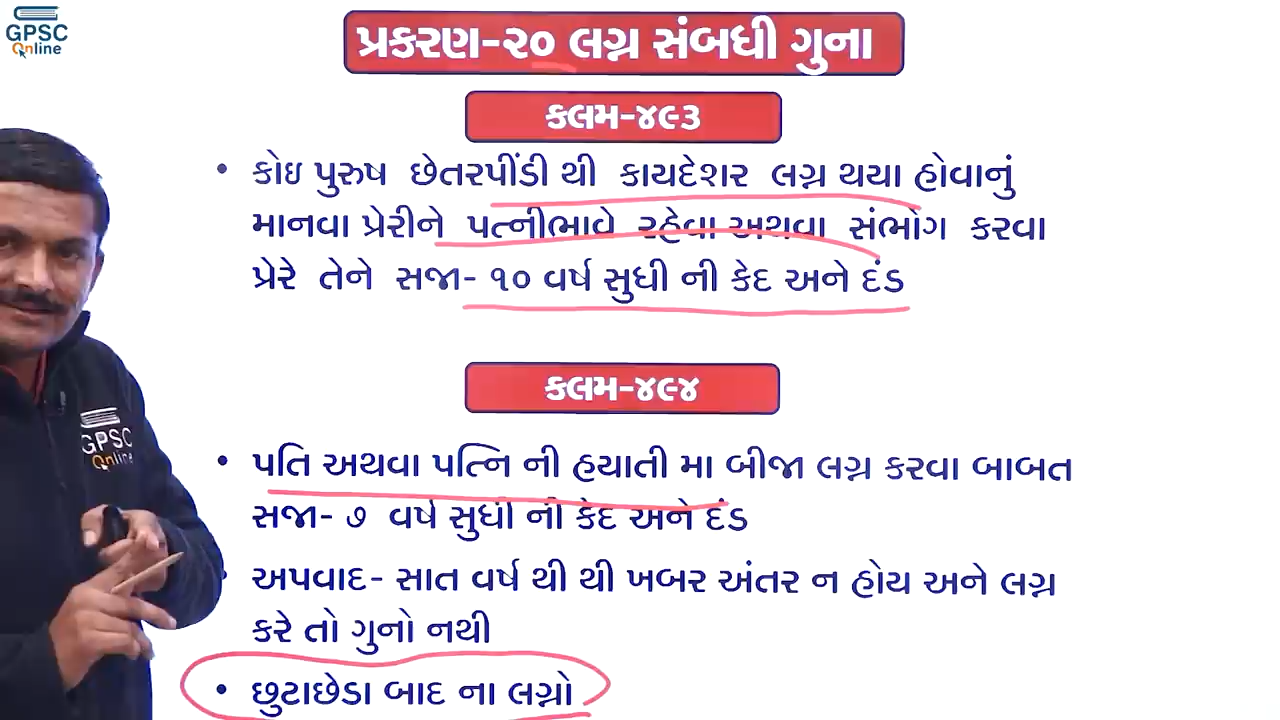 GPSC
Online
પ્રકરણ-૨૦ લગ્ન સંબધી ગુના
કલમ-૪૯૩
• કોઇ પુરુષ છેતરપીંડી થી કાયદેશર લગ્ન થયા હોવાનું
માનવા પ્રેરીને પત્નીભાવે રહેવા અથવા સંભોગ કરવા
પ્રેરે તેને સજા- ૧૦ વર્ષ સુધી ની કેદ અને દંડ
કલમ-૪૯૪
• પતિ અથવા પત્નિ ની હયાતી મા બીજા લગ્ન કરવા બાબત
સજા- ૭ વર્ષ સુધી ની કેદ અને દંડ
• અપવાદ- સાત વર્ષ થી થી ખબર અંતર ન હોય અને લગ્ન
કરે તો ગુનો નથી
• છુટાછેડા બાદ ના લગ્નો
GPSC
Online